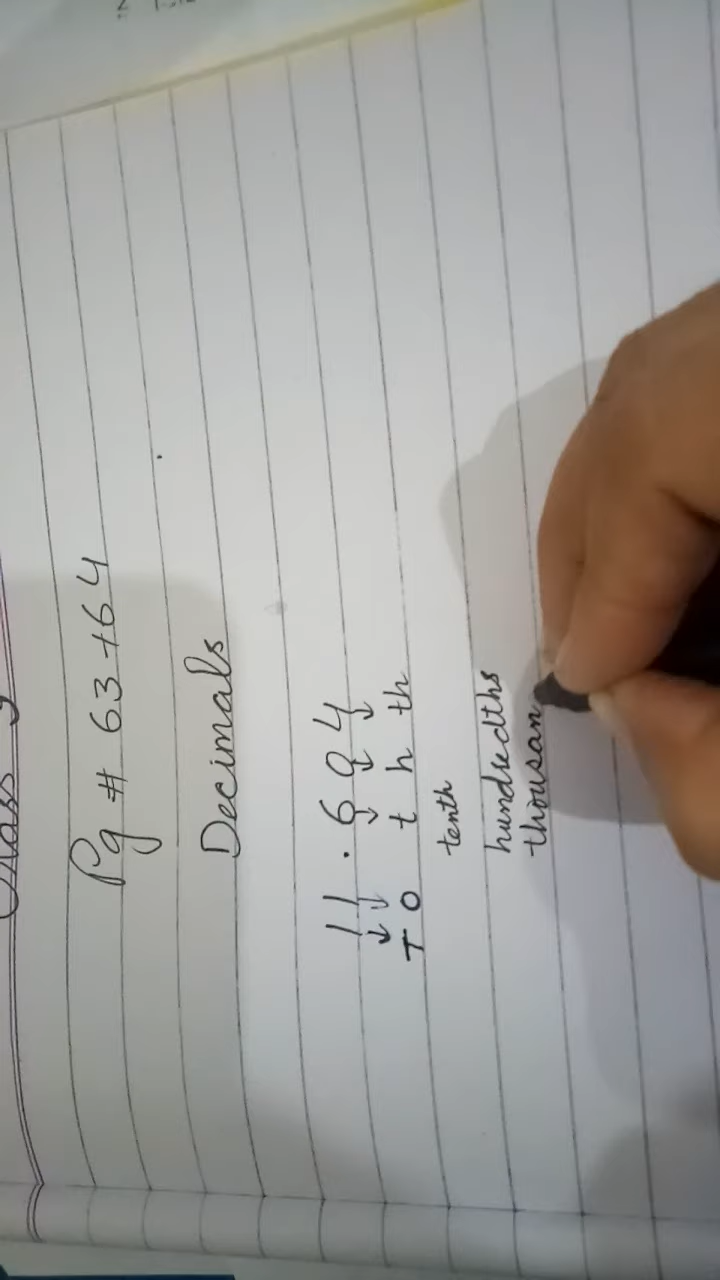 Pg # 63+64
Decimals
11.604
↓ ↓ ↓ ↓ ↓
T O t h th
tenth
hundredths
thousan